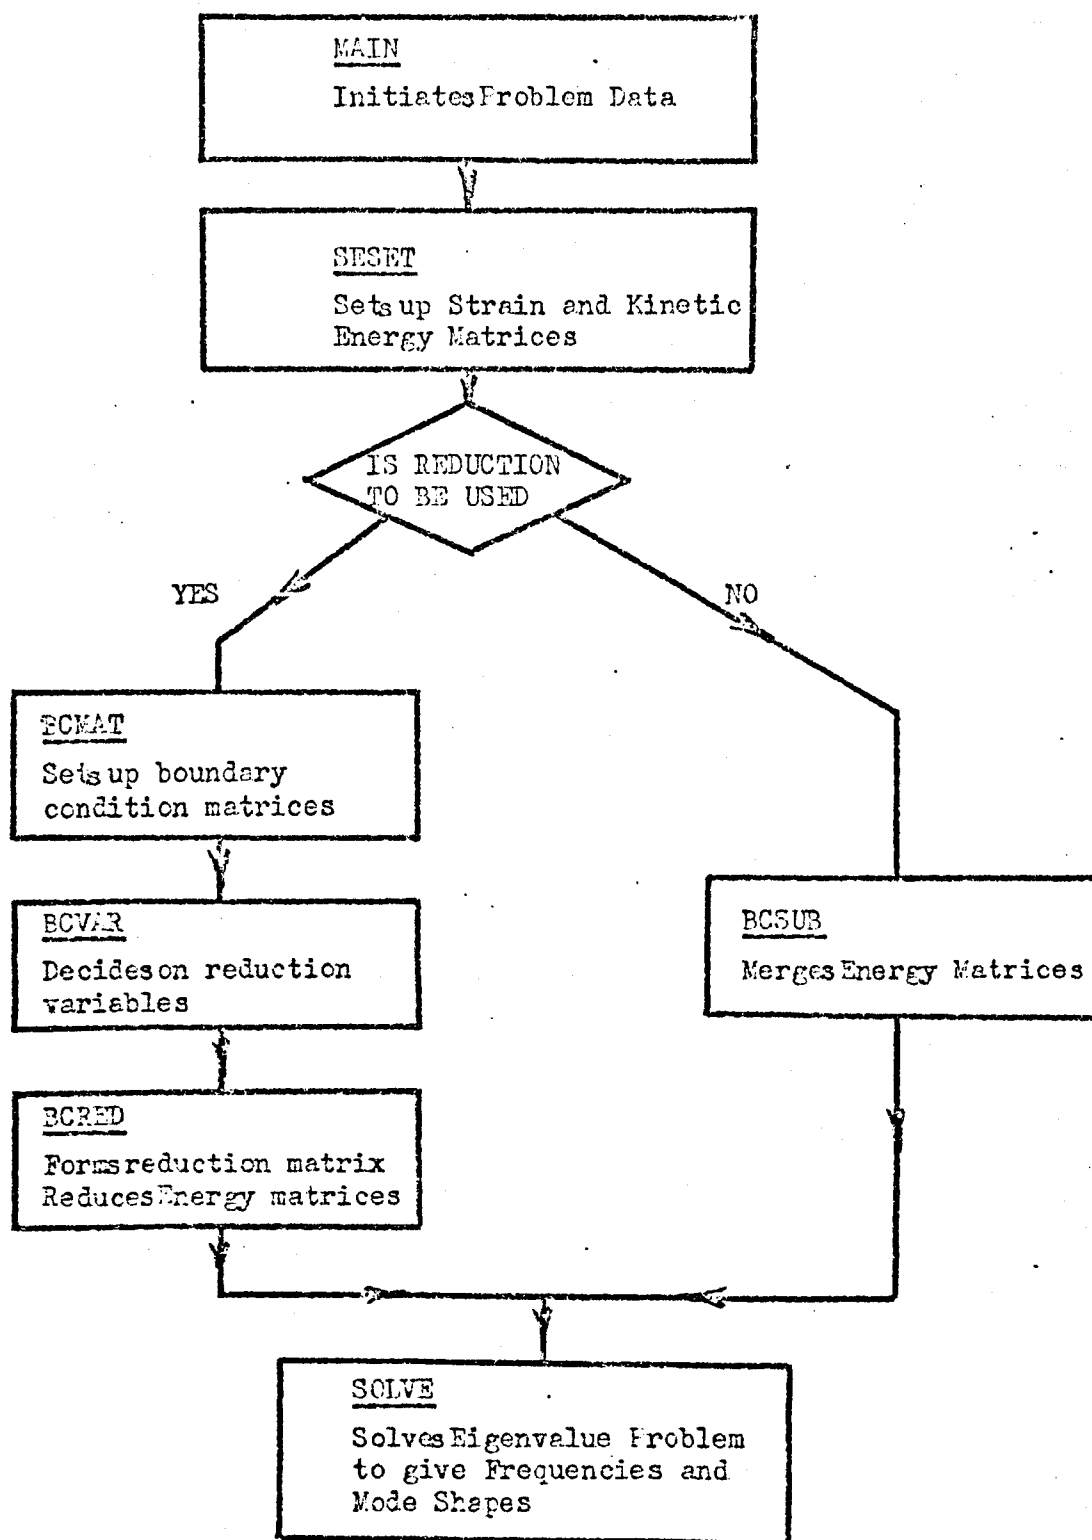 MAIN
Initiates Problem Data
SESET
Sets up Strain and Kinetic
Energy Matrices
IS REDUCTION
TO BE USED
YES
NO
BCMAT
Sets up boundary
condition matrices
BCVAR
Decides on reduction
variables
BCSUB
Merges Energy Matrices
BCRED
Forms reduction matrix
Reduces Energy matrices
SOLVE
Solves Eigenvalue Problem
to give Frequencies and
Mode Shapes